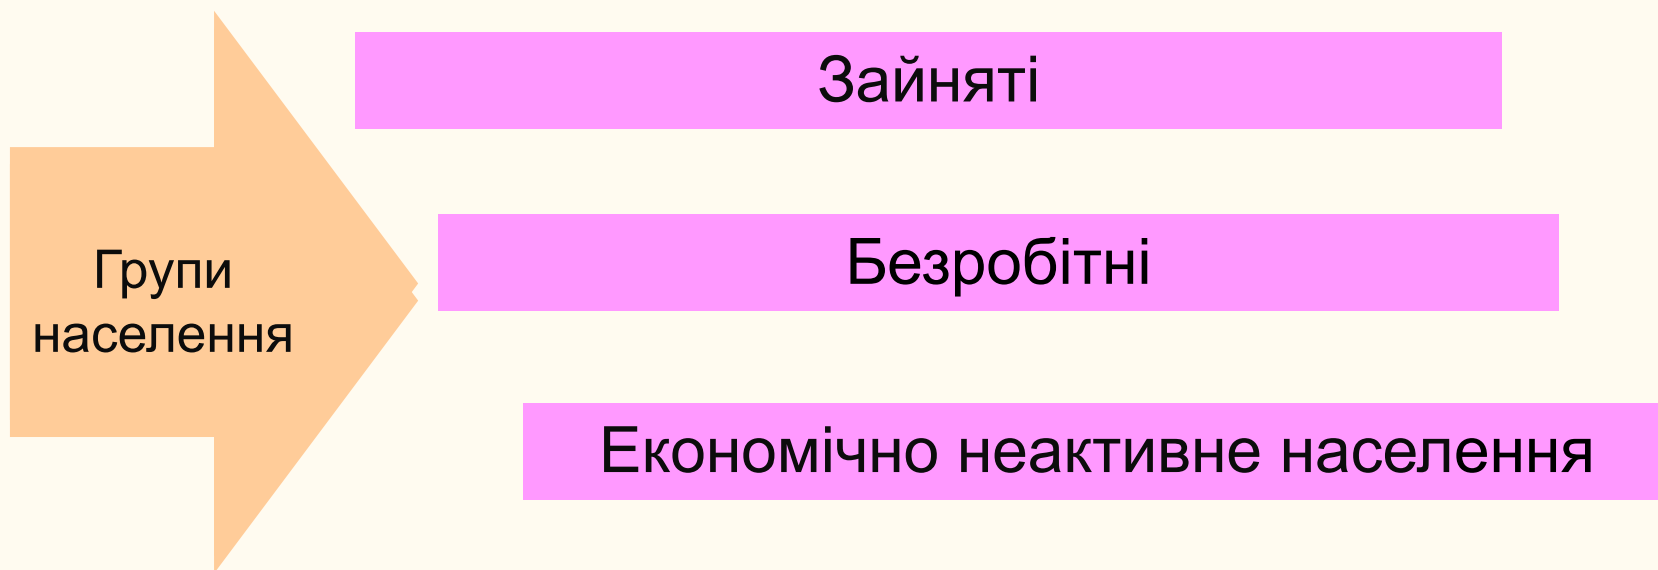 Зайняті
Групи
населення
Безробітні
Економічно неактивне населення